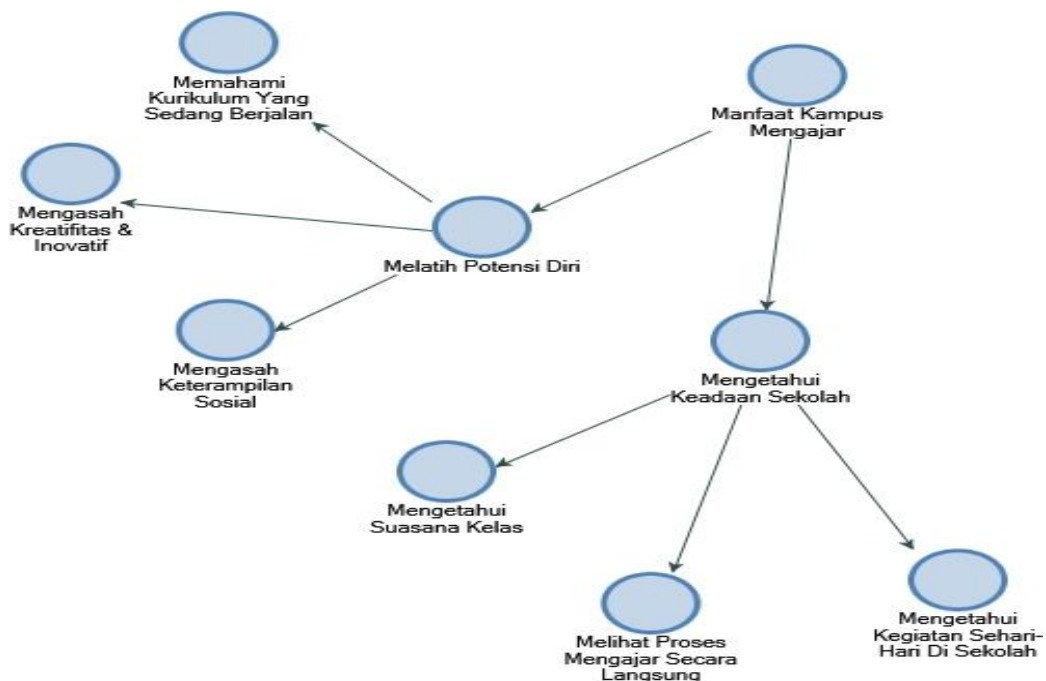 Memahami
Kurikulum Yang
Sedang Berjalan
Manfaat Kampus
Mengajar
Mengasah
Kreatifitas &
Inovatif
Melatih Potensi Diri
Mengasah
Keterampilan
Sosial
Mengetahui
Keadaan Sekolah
Mengetahui
Suasana Kelas
Melihat Proses
Mengajar Secara
Langsung
Mengetahui
Kegiatan Sehari-
Hari Di Sekolah